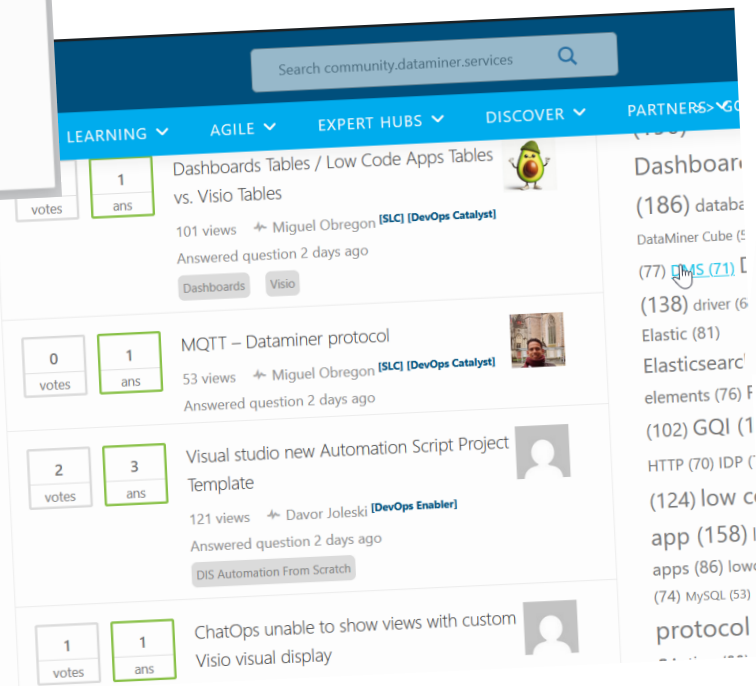 Search community.dataminer.services
LEARNING
AGILE
EXPERT HUBS
DISCOVER
PARTNERS
1
votes
ans
Dashboards Tables / Low Code Apps Tables
vs. Visio Tables
101 views
Miguel Obregon [SLC] [DevOps Catalyst]
Answered question 2 days ago
Dashboards
Visio
0
votes
1
ans
MQTT – Dataminer protocol
53 views
Miguel Obregon [SLC] [DevOps Catalyst]
Answered question 2 days ago
2
votes
3
ans
Visual studio new Automation Script Project
Template
121 views
Davor Joleski [DevOps Enabler]
Answered question 2 days ago
DIS Automation From Scratch
1
votes
1
ans
ChatOps unable to show views with custom
Visio visual display
(186)
DataMiner Cube
(77) DMS (71)
(138) driver
Elastic (81)
elements (76)
(102) GQI
HTTP (70) IDP
(124) low
app (158)
apps (86)
(74) MySQL (53)
protocol